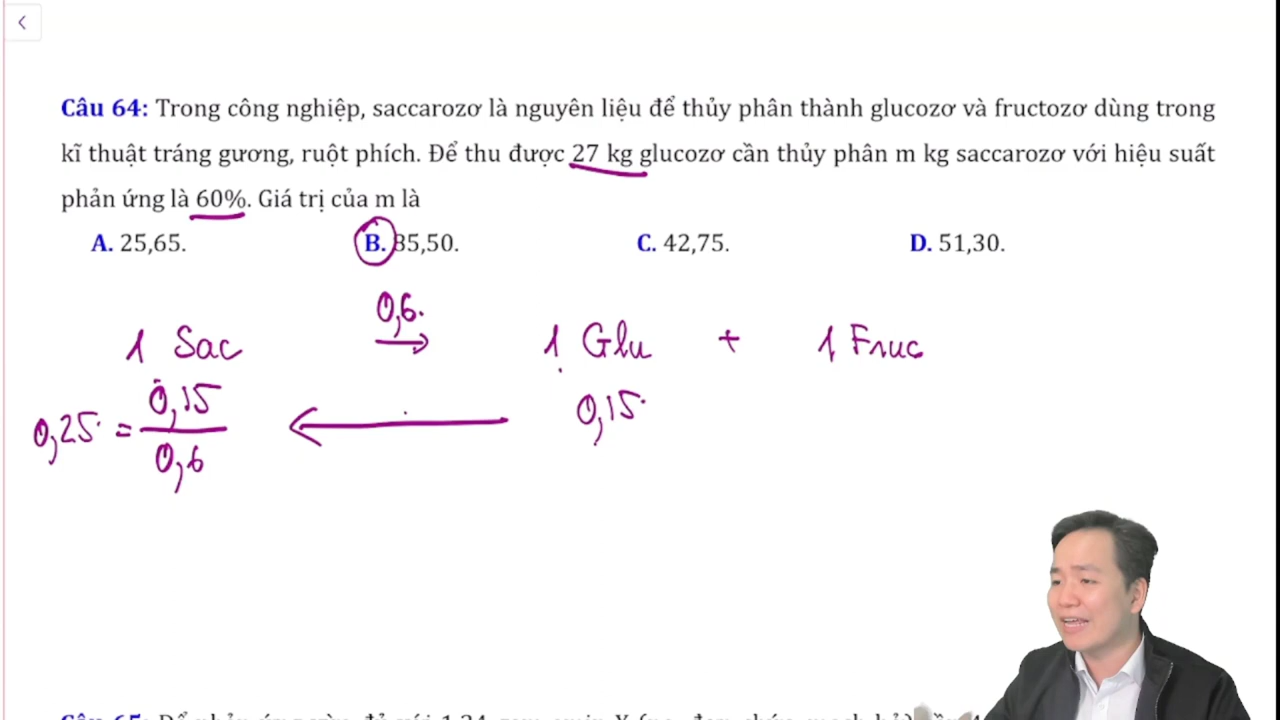 Câu 64: Trong công nghiệp, saccarozơ là nguyên liệu để thủy phân thành glucozơ và fructozơ dùng trong
kĩ thuật tráng gương, ruột phích. Để thu được 27 kg glucozơ cần thủy phân m kg saccarozơ với hiệu suất
phản ứng là 60%. Giá trị của m là
A. 25,65. B. 85,50. C. 42,75. D. 51,30.
0,6.
1 Sac → 1 Glu + 1 Fruc
0,25 = 0,15 / 0,6 ← 0,15
Câu 65: